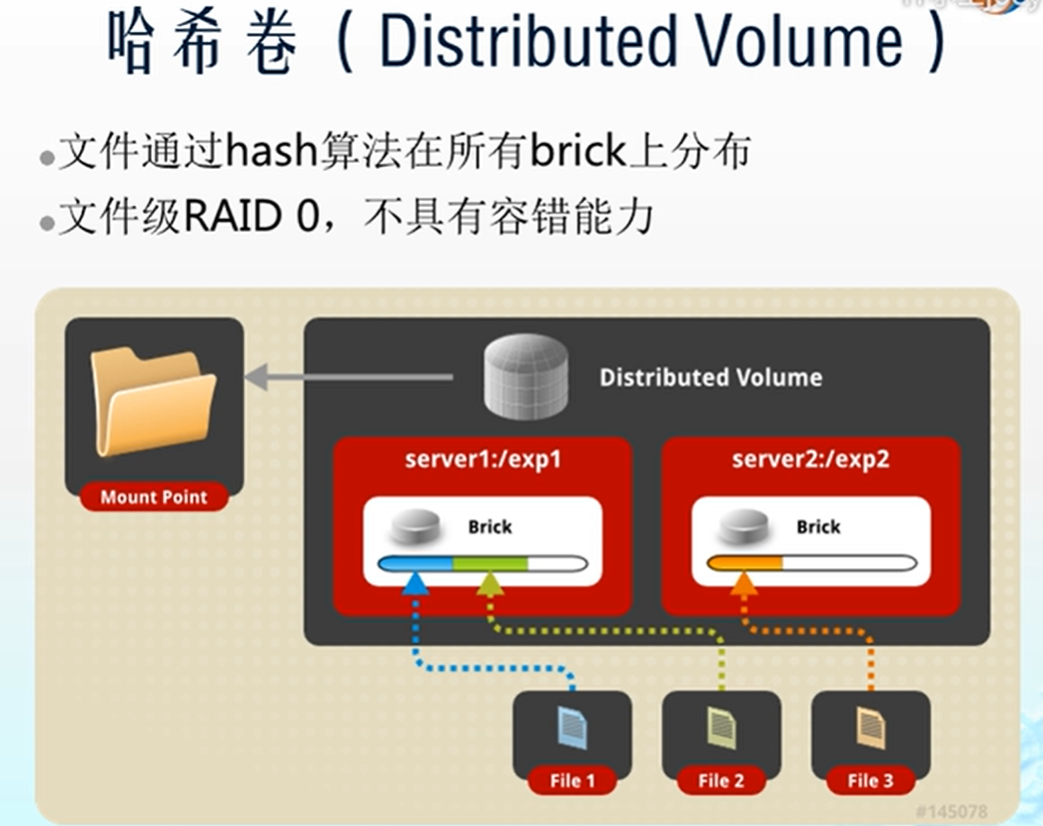 哈希卷（Distributed Volume）
文件通过hash算法在所有brick上分布
文件级RAID 0，不具有容错能力
Distributed Volume
server1:/exp1
server2:/exp2
Mount Point
Brick
Brick
File 1
File 2
File 3
#145078